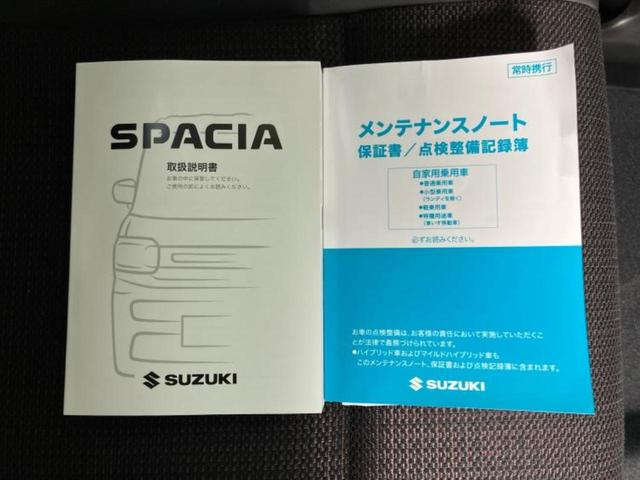 SPACIA
取扱説明書
お車の中に保管してください。
ご使用の前によくお読みください。
SUZUKI
常時携行
メンテナンスノート
保証書/点検整備記録簿
自家用乗用車
●普通乗用車
●小型乗用車
(ランディを除く)
●軽乗用車
●特種用途車
(車いす移動車)
必ずお読みください。
お車の点検整備は、お客様の責任において実施していただくこ
とが法律で義務づけられています。
●ハイブリッド車およびマイルドハイブリッド車も
このメンテナンスノート、保証書および点検記録簿に含まれます。
SUZUKI